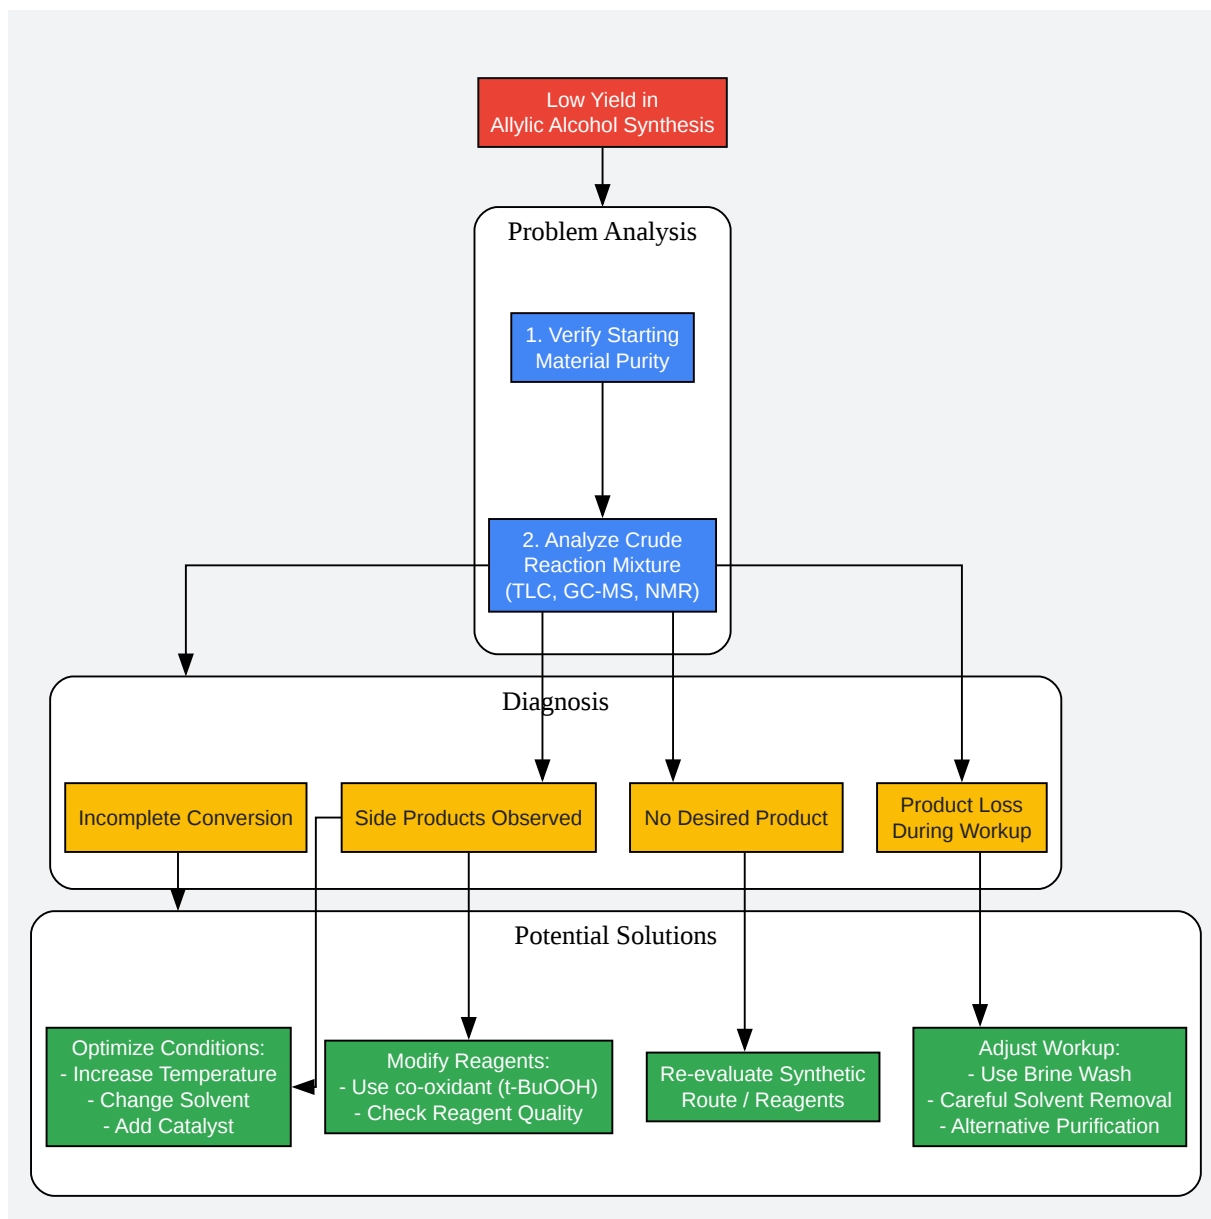 Low Yield in
Allylic Alcohol Synthesis
Problem Analysis
1. Verify Starting
Material Purity
2. Analyze Crude
Reaction Mixture
(TLC, GC-MS, NMR)
Diagnosis
Incomplete Conversion
Side Products Observed
No Desired Product
Product Loss
During Workup
Potential Solutions
Optimize Conditions:
- Increase Temperature
- Change Solvent
- Add Catalyst
Modify Reagents:
- Use co-oxidant (t-BuOOH)
- Check Reagent Quality
Re-evaluate Synthetic
Route / Reagents
Adjust Workup:
- Use Brine Wash
- Careful Solvent Removal
- Alternative Purification